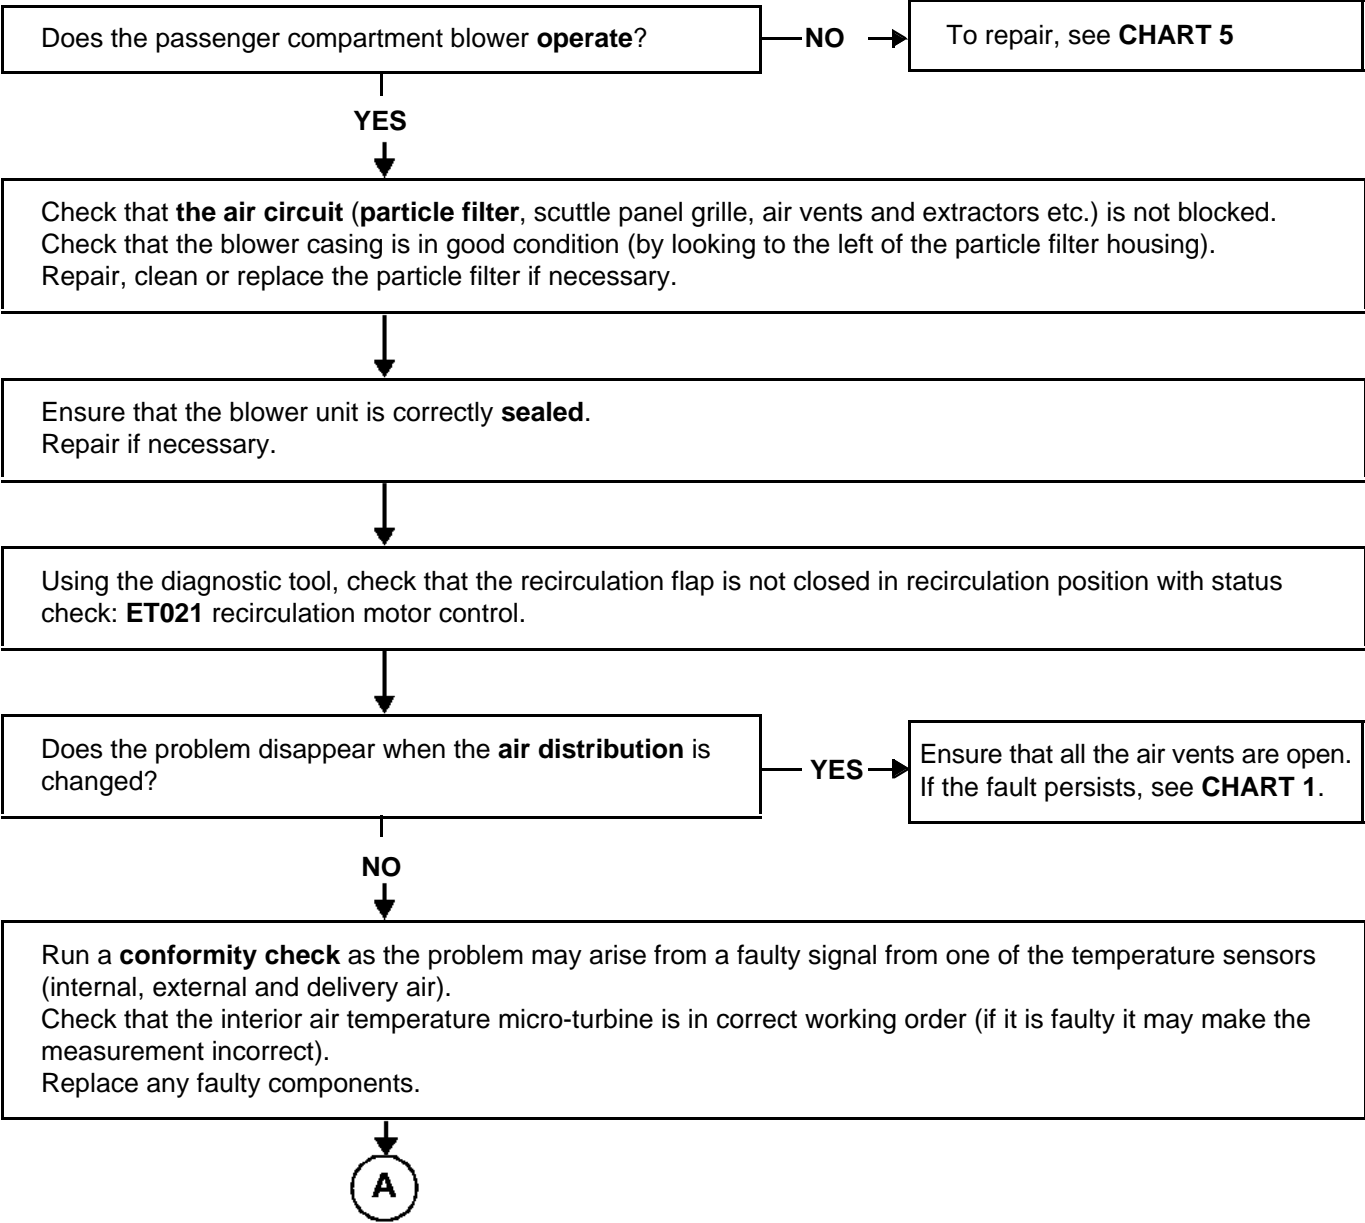 Does the passenger compartment blower operate?
NO
To repair, see CHART 5
YES
Check that the air circuit (particle filter, scuttle panel grille, air vents and extractors etc.) is not blocked.
Check that the blower casing is in good condition (by looking to the left of the particle filter housing).
Repair, clean or replace the particle filter if necessary.
Ensure that the blower unit is correctly sealed.
Repair if necessary.
Using the diagnostic tool, check that the recirculation flap is not closed in recirculation position with status
check: ET021 recirculation motor control.
Does the problem disappear when the air distribution is
changed?
YES
Ensure that all the air vents are open.
If the fault persists, see CHART 1.
NO
Run a conformity check as the problem may arise from a faulty signal from one of the temperature sensors
(internal, external and delivery air).
Check that the interior air temperature micro-turbine is in correct working order (if it is faulty it may make the
measurement incorrect).
Replace any faulty components.
A